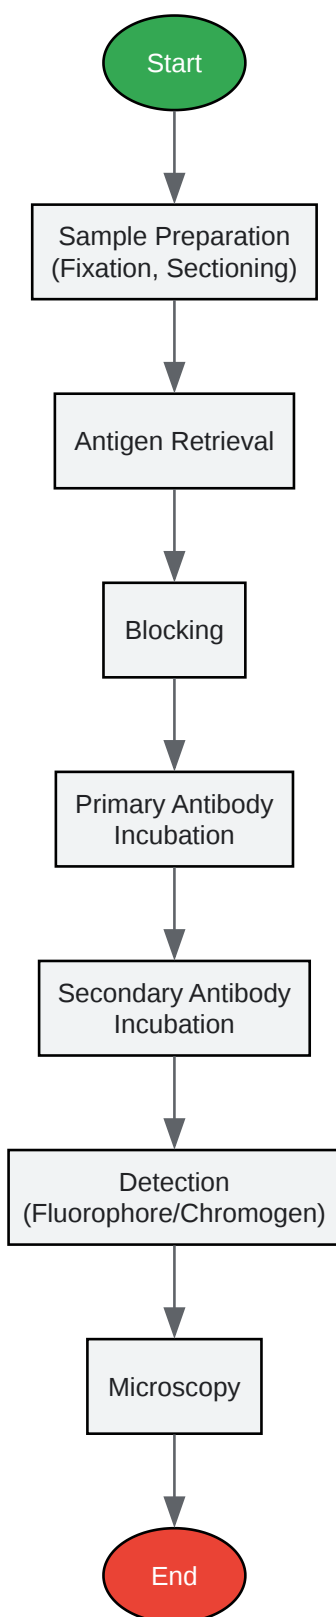 Start
Sample Preparation
(Fixation, Sectioning)
Antigen Retrieval
Blocking
Primary Antibody
Incubation
Secondary Antibody
Incubation
Detection
(Fluorophore/Chromogen)
Microscopy
End